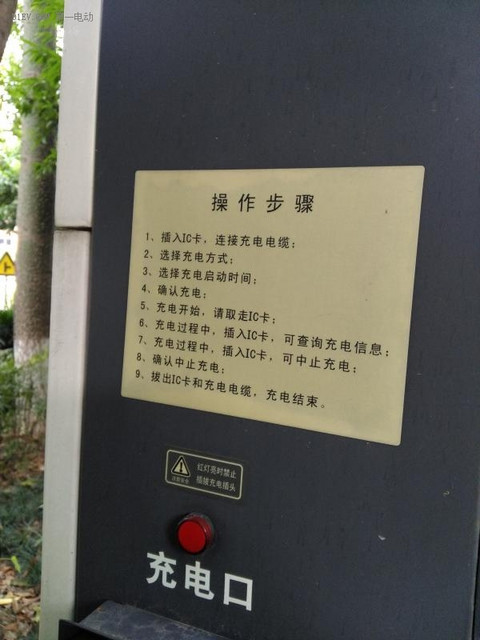 操作步骤
1、插入IC卡，连接充电电缆；
2、选择充电方式；
3、选择充电启动时间；
4、确认充电；
5、充电开始，请取走IC卡；
6、充电过程中，插入IC卡，可查询充电信息；
7、充电过程中，插入IC卡，可中止充电；
8、确认中止充电；
9、拔出IC卡和充电电缆，充电结束。
红灯亮时禁止
插拔充电插头
注意安全
充电口